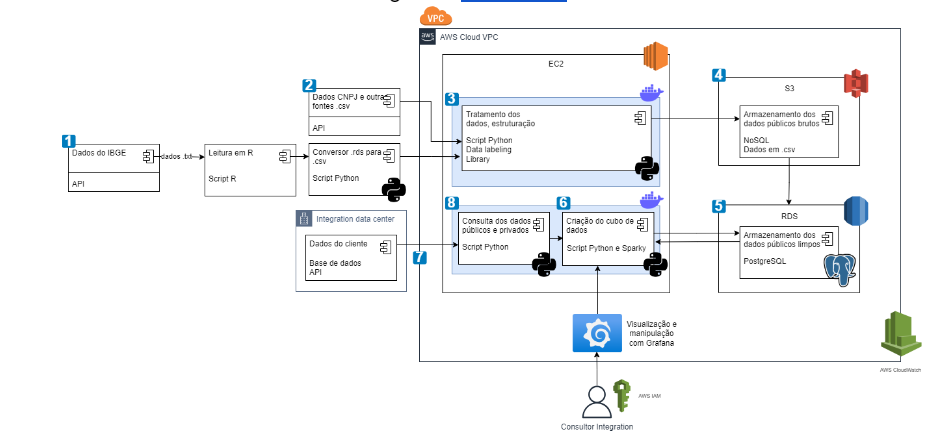 VPC
aws
AWS Cloud VPC
EC2
4
S3
2
Dados CNPJ e outras
fontes .csv
API
3
Tratamento dos
dados, estruturação
Script Python
Data labeling
Library
Armazenamento dos
dados públicos brutos
NoSQL
Dados em .csv
1
Dados do IBGE
API
dados .txt
Leitura em R
Script R
Conversor .rds para
.csv
Script Python
5
RDS
Armazenamento dos
dados públicos limpos
PostgreSQL
8
Consulta dos dados
públicos e privados
Script Python
6
Criação do cubo de
dados
Script Python e Sparky
Integration data center
Dados do cliente
Base de dados
API
7
Visualização e
manipulação
com Grafana
AWS CloudWatch
AWS IAM
Consultor Integration